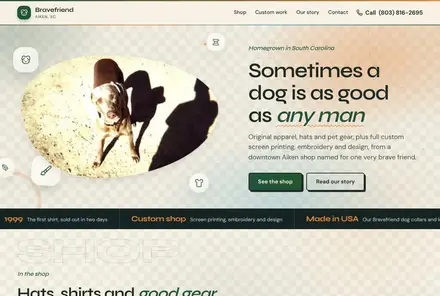 Bravefriend
AIKEN, SC
Shop Custom work Our story Contact Call (803) 816-2695
Homegrown in South Carolina
Sometimes a
dog is as good
as any man
Original apparel, hats and pet gear, plus full custom
screen printing, embroidery and design, from a
downtown Aiken shop named for one very brave friend.
See the shop Read our story
1999 The first shirt, sold out in two days Custom shop Screen printing, embroidery and design Made in USA Our Bravefriend dog collars and
SHOP
In the shop
Hats, shirts and good gear